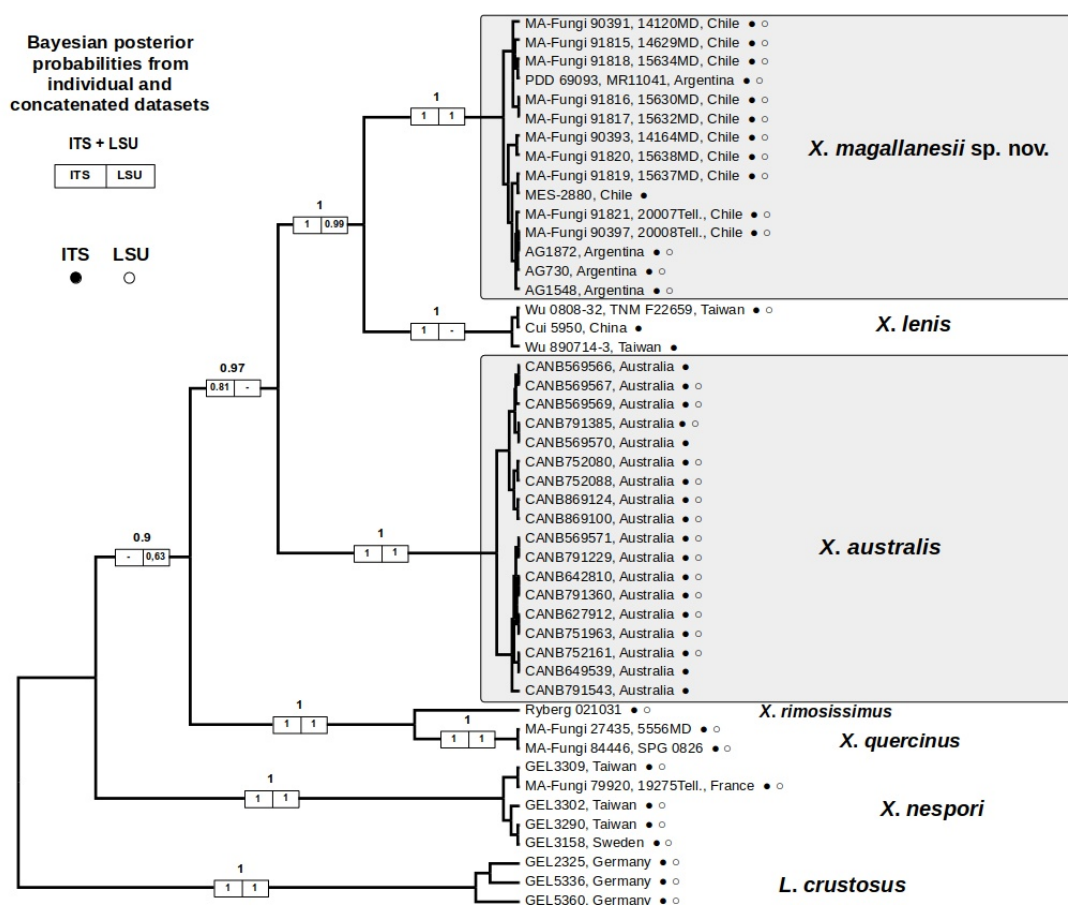 Bayesian posterior
probabilities from
individual and
concatenated datasets
ITS + LSU
ITS LSU
ITS LSU
● ○
MA-Fungi 90391, 14120MD, Chile ● ○
MA-Fungi 91815, 14629MD, Chile ● ○
MA-Fungi 91818, 15634MD, Chile ● ○
PDD 69093, MR11041, Argentina ● ○
MA-Fungi 91816, 15630MD, Chile ● ○
MA-Fungi 91817, 15632MD, Chile ● ○
MA-Fungi 90393, 14164MD, Chile ● ○
MA-Fungi 91820, 15638MD, Chile ● ○
MA-Fungi 91819, 15637MD, Chile ● ○
MES-2880, Chile ●
MA-Fungi 91821, 20007Tell., Chile ● ○
MA-Fungi 90397, 20008Tell., Chile ● ○
AG1872, Argentina ● ○
AG730, Argentina ● ○
AG1548, Argentina ● ○
X. magallanesii sp. nov.
1
1 1
1
1 0.99
Wu 0808-32, TNM F22659, Taiwan ● ○
Cui 5950, China ●
Wu 890714-3, Taiwan ●
X. lenis
1
1 -
0.97
0.81 -
CANB569566, Australia ●
CANB569567, Australia ● ○
CANB569569, Australia ● ○
CANB791385, Australia ● ○
CANB569570, Australia ●
CANB752080, Australia ● ○
CANB752088, Australia ● ○
CANB869124, Australia ● ○
CANB869100, Australia ● ○
CANB569571, Australia ● ○
CANB791229, Australia ● ○
CANB642810, Australia ● ○
CANB791360, Australia ● ○
CANB627912, Australia ● ○
CANB751963, Australia ● ○
CANB752161, Australia ● ○
CANB649539, Australia ●
CANB791543, Australia ●
X. australis
1
1 1
0.9
- 0,63
Ryberg 021031 ● ○
X. rimosissimus
1
1 1
MA-Fungi 27435, 5556MD ● ○
MA-Fungi 84446, SPG 0826 ● ○
X. quercinus
1
1 1
GEL3309, Taiwan ● ○
MA-Fungi 79920, 19275Tell., France ● ○
GEL3302, Taiwan ● ○
GEL3290, Taiwan ● ○
GEL3158, Sweden ● ○
X. nespori
1
1 1
GEL2325, Germany ● ○
GEL5336, Germany ● ○
GEL5360, Germany ● ○
L. crustosus
1
1 1